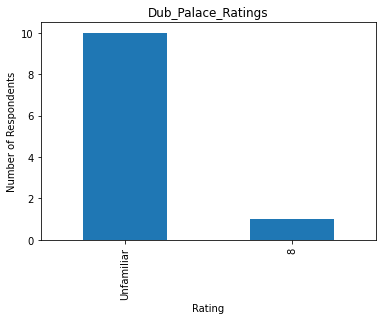 Dub_Palace_Ratings
Number of Respondents
10
8
6
4
2
0
Unfamiliar
8
Rating